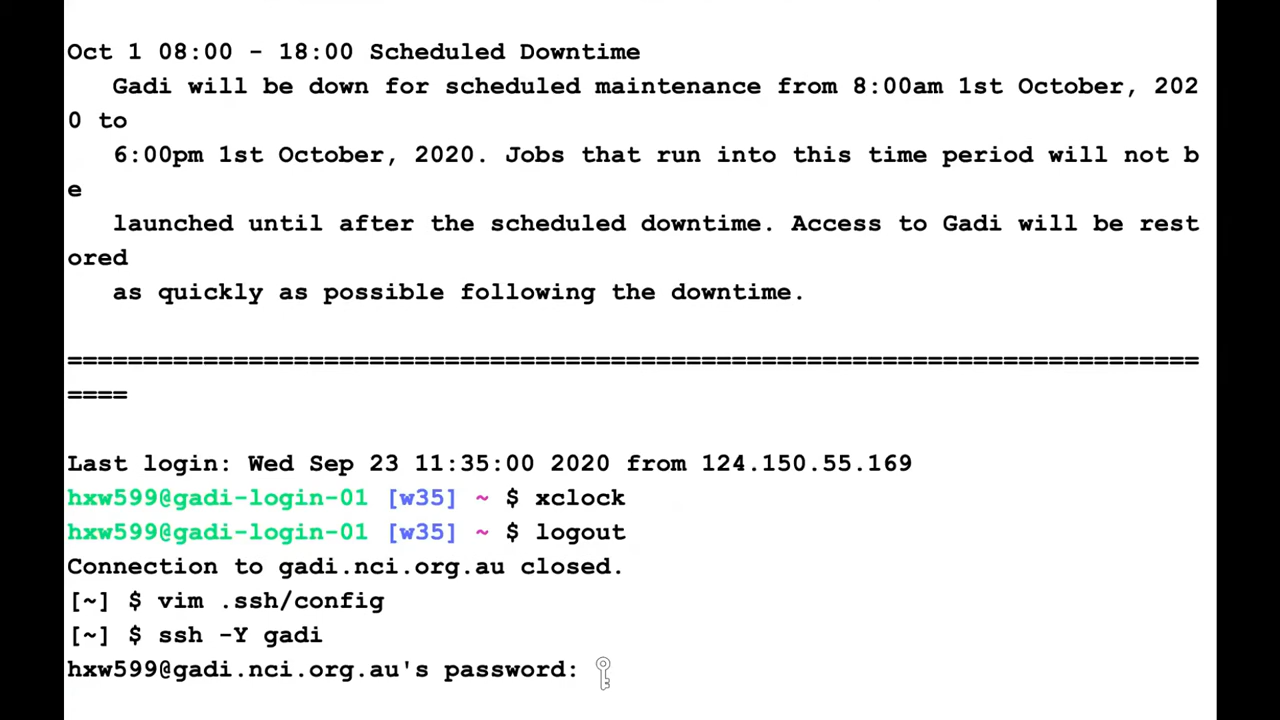 Oct 1 08:00 - 18:00 Scheduled Downtime
Gadi will be down for scheduled maintenance from 8:00am 1st October, 202
0 to
6:00pm 1st October, 2020. Jobs that run into this time period will not b
e
launched until after the scheduled downtime. Access to Gadi will be rest
ored
as quickly as possible following the downtime.
===========================================================================
====
Last login: Wed Sep 23 11:35:00 2020 from 124.150.55.169
hxw599@gadi-login-01 [w35] ~ $ xclock
hxw599@gadi-login-01 [w35] ~ $ logout
Connection to gadi.nci.org.au closed.
[~] $ vim .ssh/config
[~] $ ssh -Y gadi
hxw599@gadi.nci.org.au's password: